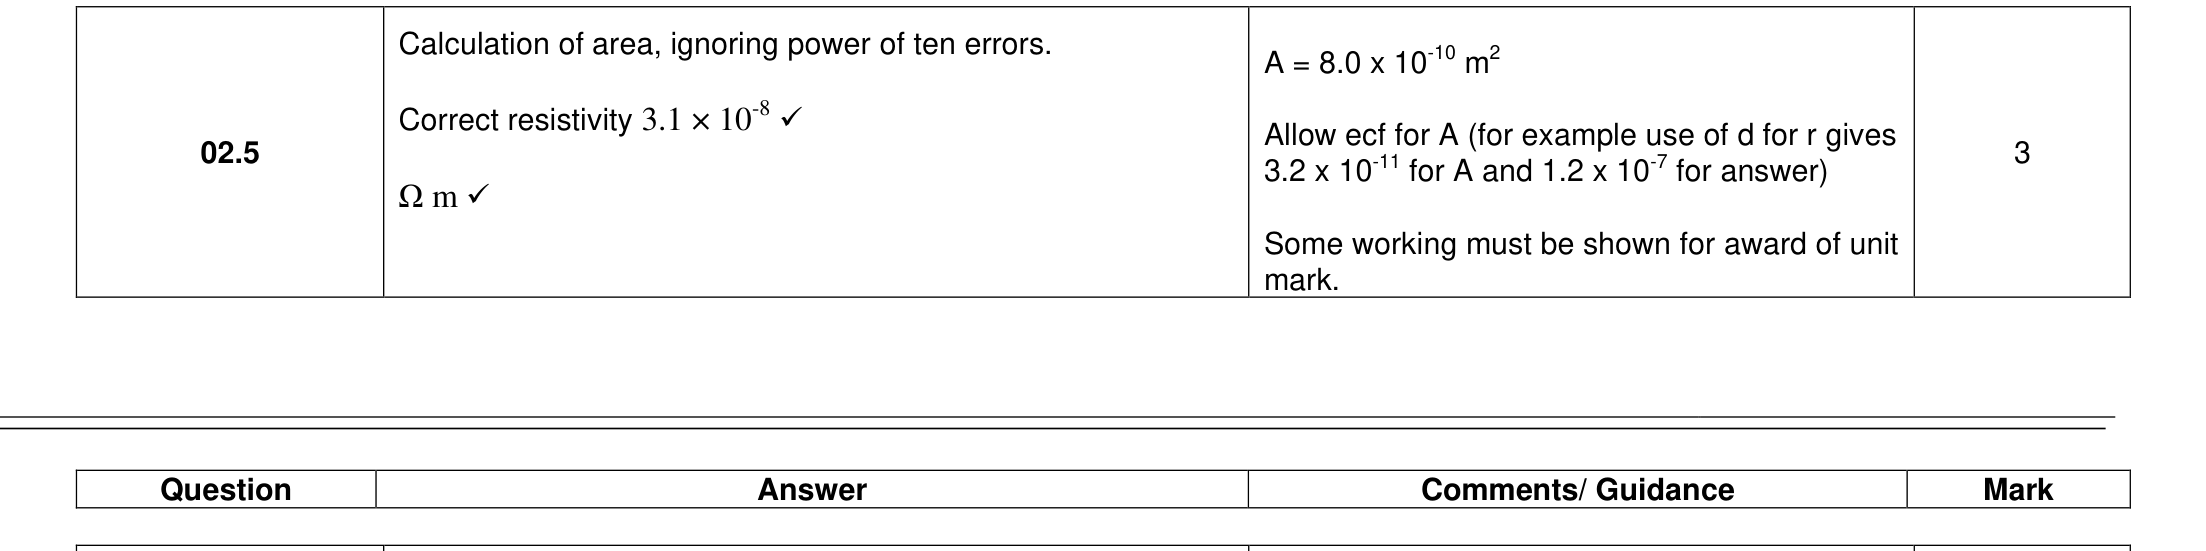 02.5
Calculation of area, ignoring power of ten errors.
Correct resistivity 3.1 × 10⁻⁸ ✓
Ω m ✓
A = 8.0 x 10⁻¹⁰ m²
Allow ecf for A (for example use of d for r gives
3.2 x 10⁻¹¹ for A and 1.2 x 10⁻⁷ for answer)
Some working must be shown for award of unit
mark.
3
Question Answer Comments/ Guidance Mark